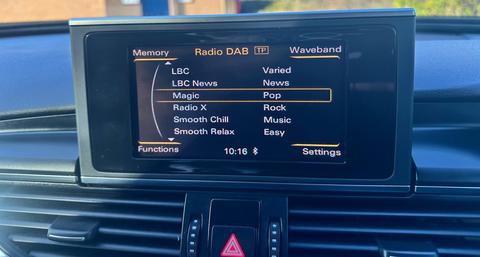 Memory Radio DAB TP Waveband
LBC Varied
LBC News News
Magic Pop
Radio X Rock
Smooth Chill Music
Smooth Relax Easy
Functions 10:16 Settings